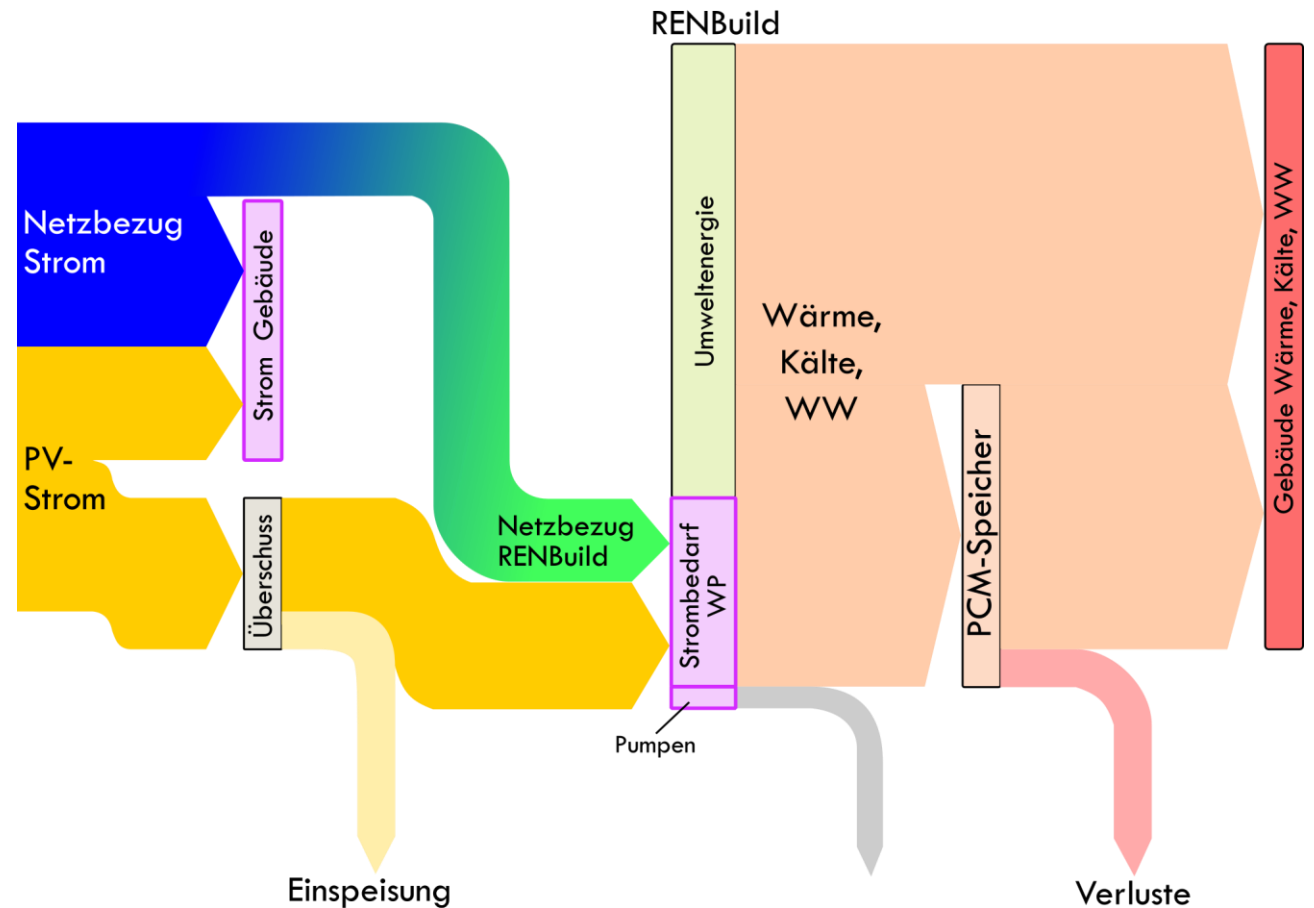 RENBuild
Netzbezug
Strom
Strom Gebäude
PV-
Strom
Überschuss
Netzbezug
RENBuild
Umweltenergie
Strombedarf
WP
Pumpen
Wärme,
Kälte,
WW
PCM-Speicher
Gebäude Wärme, Kälte, WW
Einspeisung
Verluste